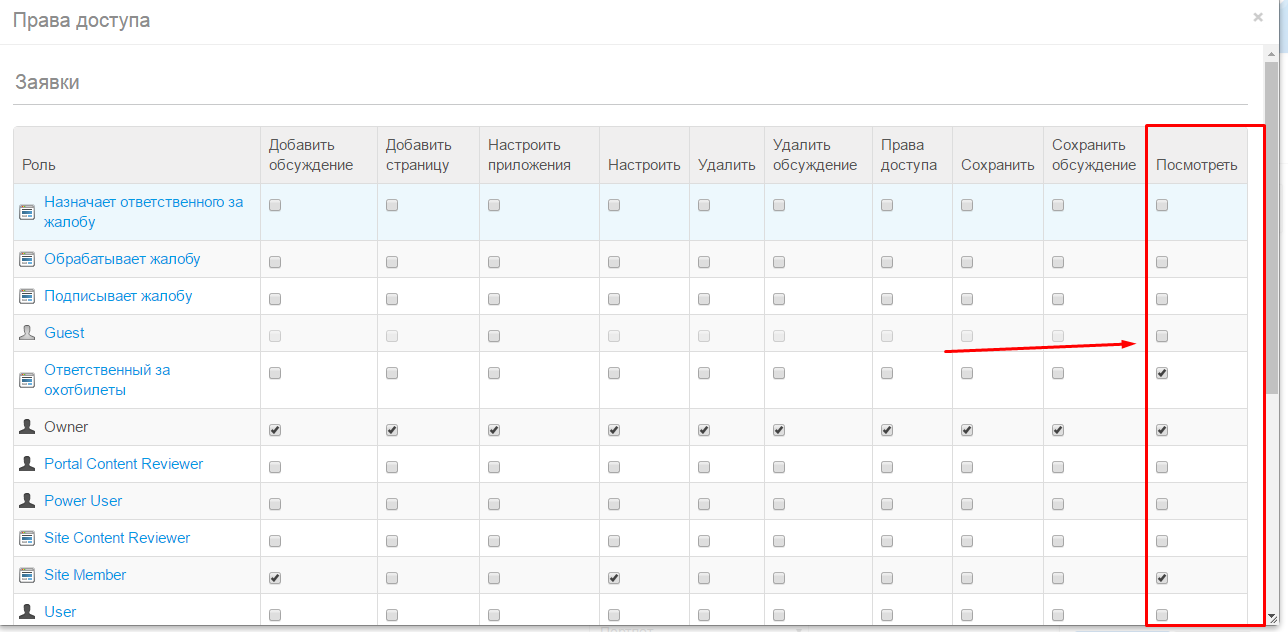 Права доступа
×
Заявки
Роль
Добавить
обсуждение
Добавить
страницу
Настроить
приложения
Настроить
Удалить
Удалить
обсуждение
Права
доступа
Сохранить
Сохранить
обсуждение
Посмотреть
Назначает ответственного за
жалобу
Обрабатывает жалобу
Подписывает жалобу
Guest
Ответственный за
охотбилеты
Owner
Portal Content Reviewer
Power User
Site Content Reviewer
Site Member
User